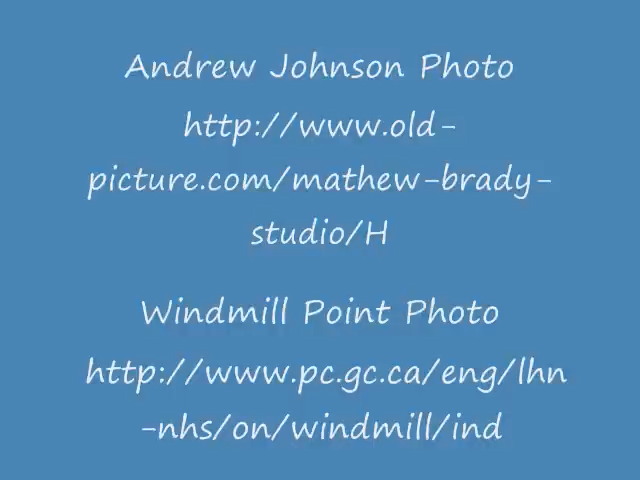 Andrew Johnson Photo
http://www.old-
picture.com/mathew-brady-
studio/H
Windmill Point Photo
http://www.pc.gc.ca/eng/lhn
-nhs/on/windmill/ind